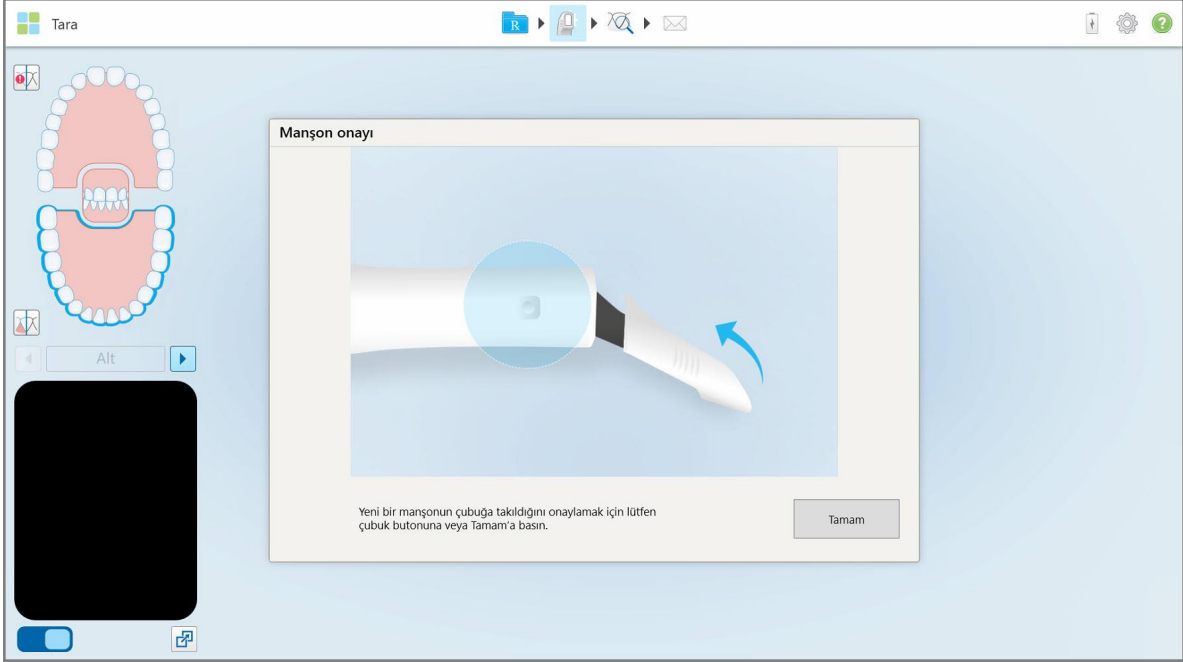 Tara
R
Manşon onayı
Alt
Yeni bir manşonun çubuğa takıldığını onaylamak için lütfen
çubuk butonuna veya Tamam'a basın.
Tamam